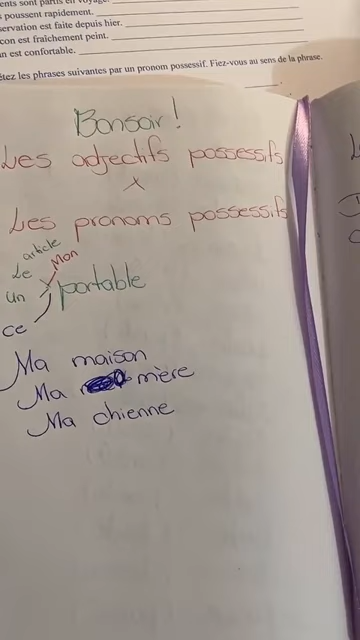 ents sont partis en voyage.
s poussent rapidement.
servation est faite depuis hier.
con est fraîchement peint.
n est confortable.
étez les phrases suivantes par un pronom possessif. Fiez-vous au sens de la phrase.
Bonsoir !
Les adjectifs possessifs
x
Les pronoms possessifs
article
Le Mon
un portable
ce
Ma maison
Ma mère
Ma chienne